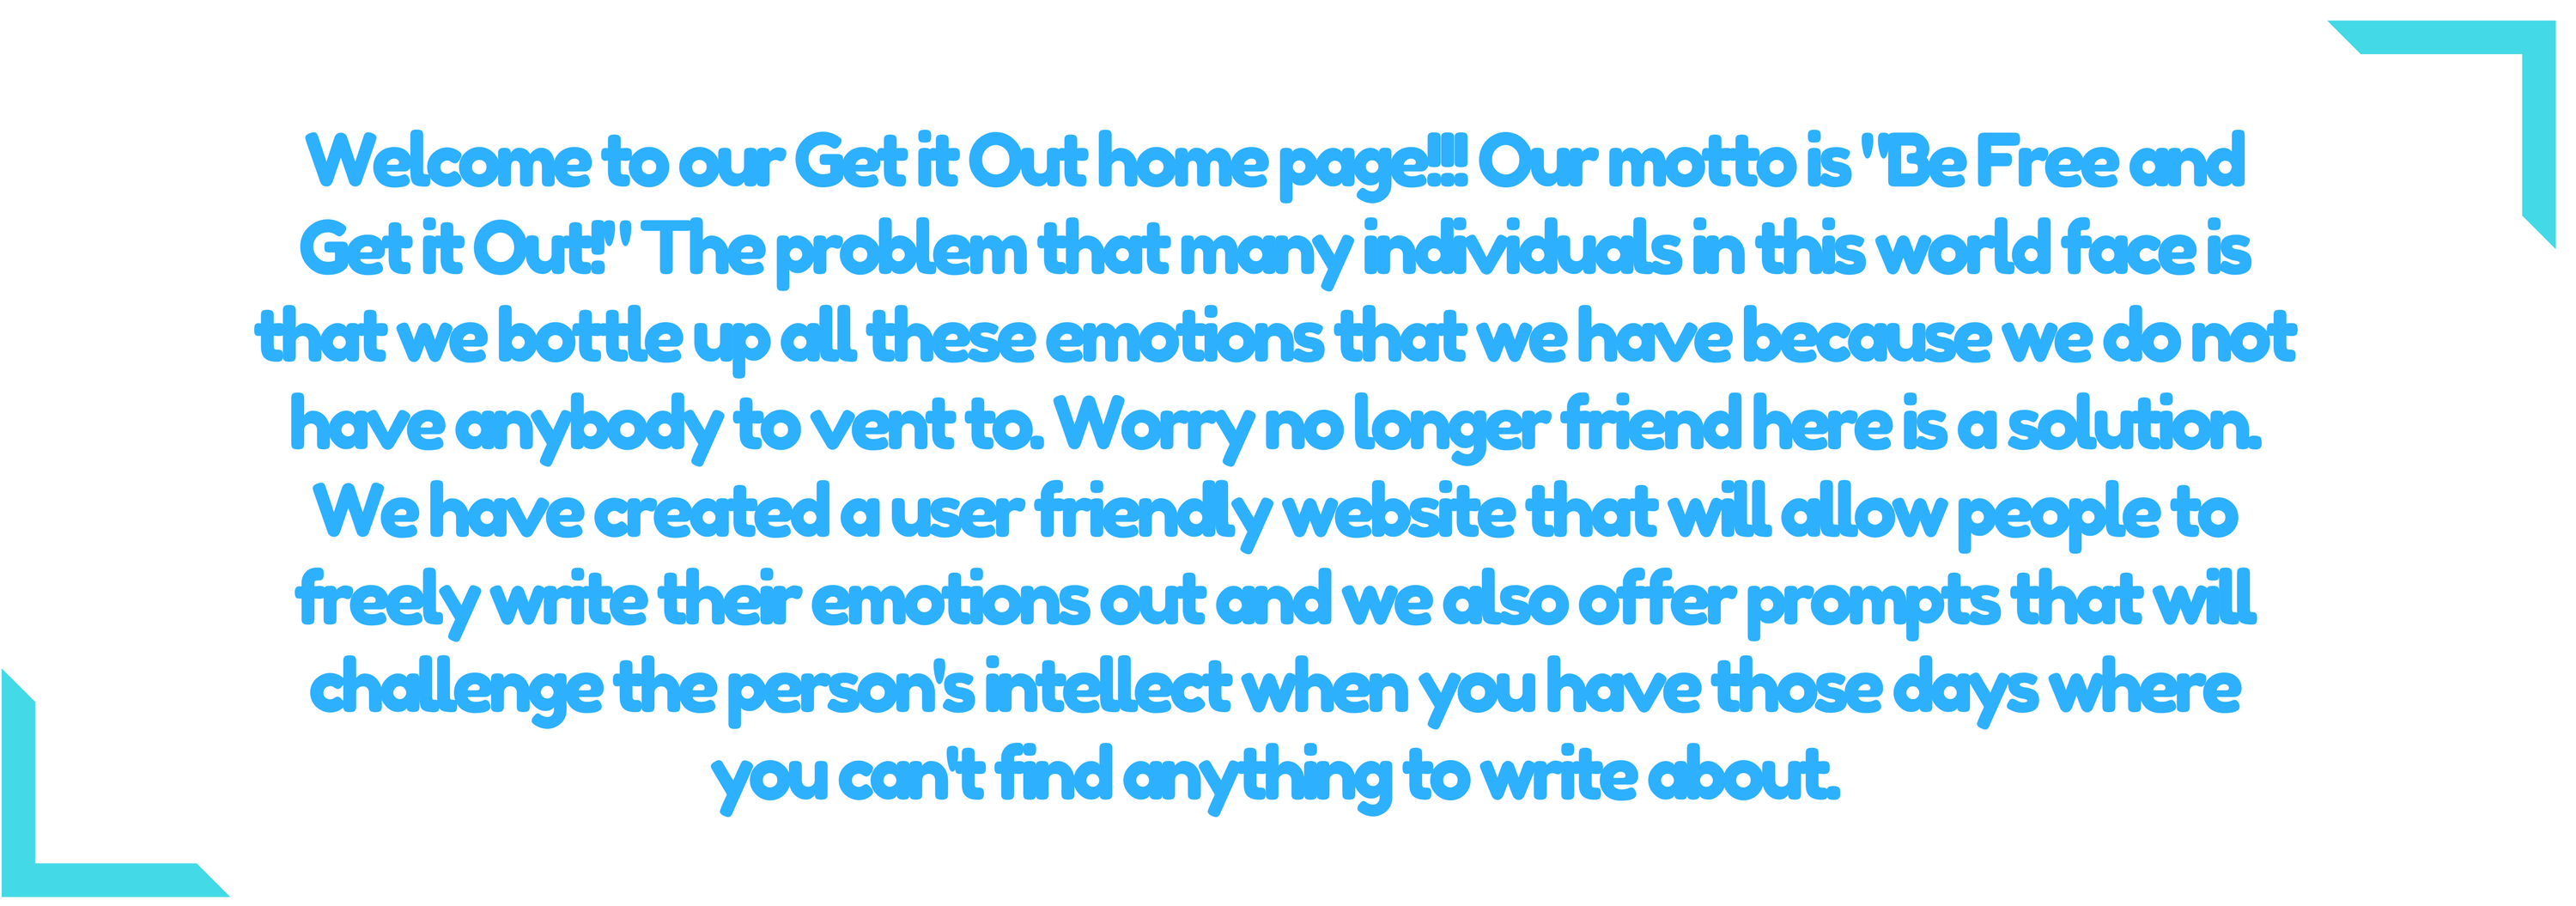 Welcome to our Get it Out home page!!! Our motto is "Be Free and
Get it Out!" The problem that many individuals in this world face is
that we bottle up all these emotions that we have because we do not
have anybody to vent to. Worry no longer friend here is a solution.
We have created a user friendly website that will allow people to
freely write their emotions out and we also offer prompts that will
challenge the person's intellect when you have those days where
you can't find anything to write about.